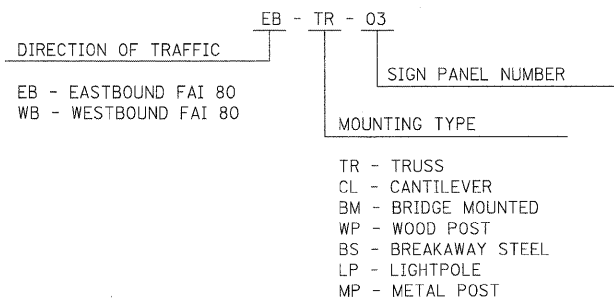 EB - TR - 03
DIRECTION OF TRAFFIC
EB - EASTBOUND FAI 80
WB - WESTBOUND FAI 80
SIGN PANEL NUMBER
MOUNTING TYPE
TR - TRUSS
CL - CANTILEVER
BM - BRIDGE MOUNTED
WP - WOOD POST
BS - BREAKAWAY STEEL
LP - LIGHTPOLE
MP - METAL POST